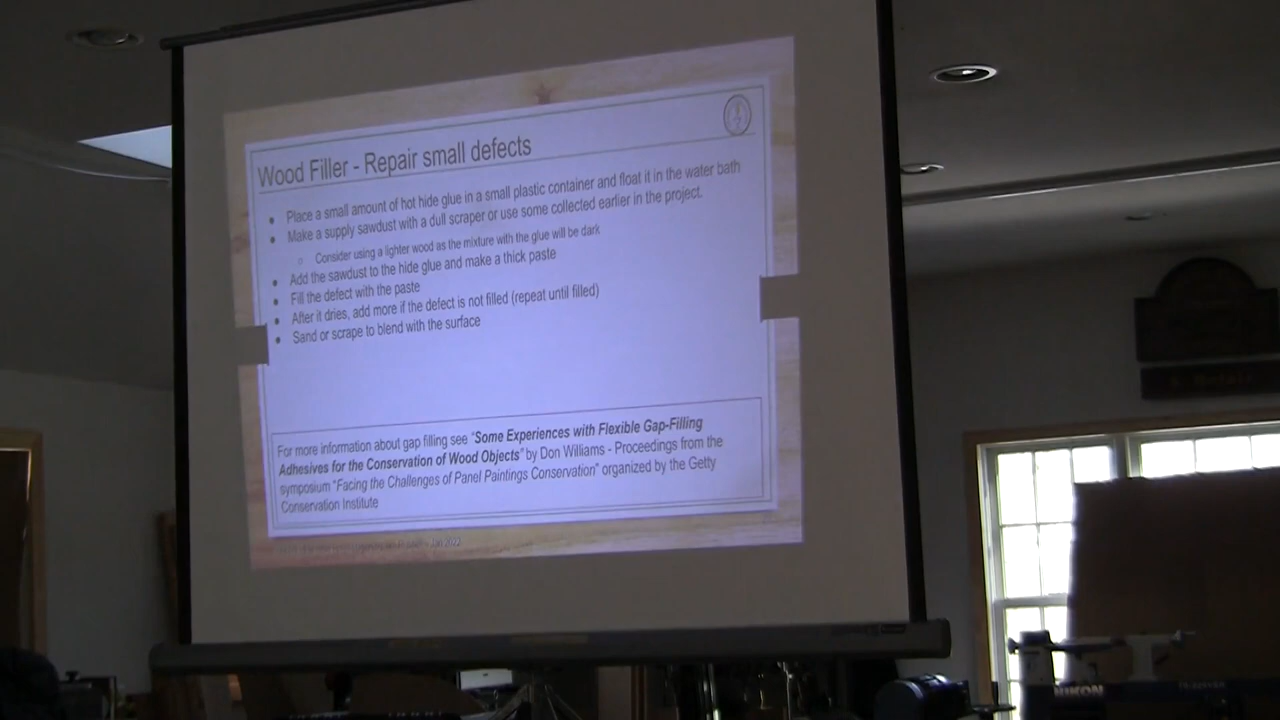 Wood Filler - Repair small defects
● Place a small amount of hot hide glue in a small plastic container and float it in the water bath
● Make a supply sawdust with a dull scraper or use some collected earlier in the project.
○ Consider using a lighter wood as the mixture with the glue will be dark
● Add the sawdust to the hide glue and make a thick paste
● Fill the defect with the paste
● After it dries, add more if the defect is not filled (repeat until filled)
● Sand or scrape to blend with the surface
For more information about gap filling see "Some Experiences with Flexible Gap-Filling
Adhesives for the Conservation of Wood Objects" by Don Williams - Proceedings from the
symposium "Facing the Challenges of Panel Paintings Conservation" organized by the Getty
Conservation Institute
Jan 2022